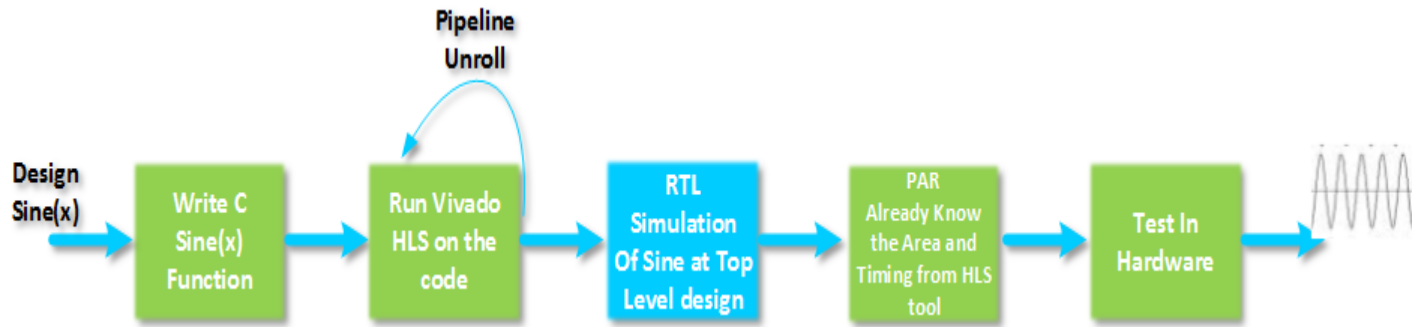 Pipeline
Unroll
Design
Sine(x)
Write C
Sine(x)
Function
Run Vivado
HLS on the
code
RTL
Simulation
Of Sine at Top
Level design
PAR
Already Know
the Area and
Timing from HLS
tool
Test In
Hardware